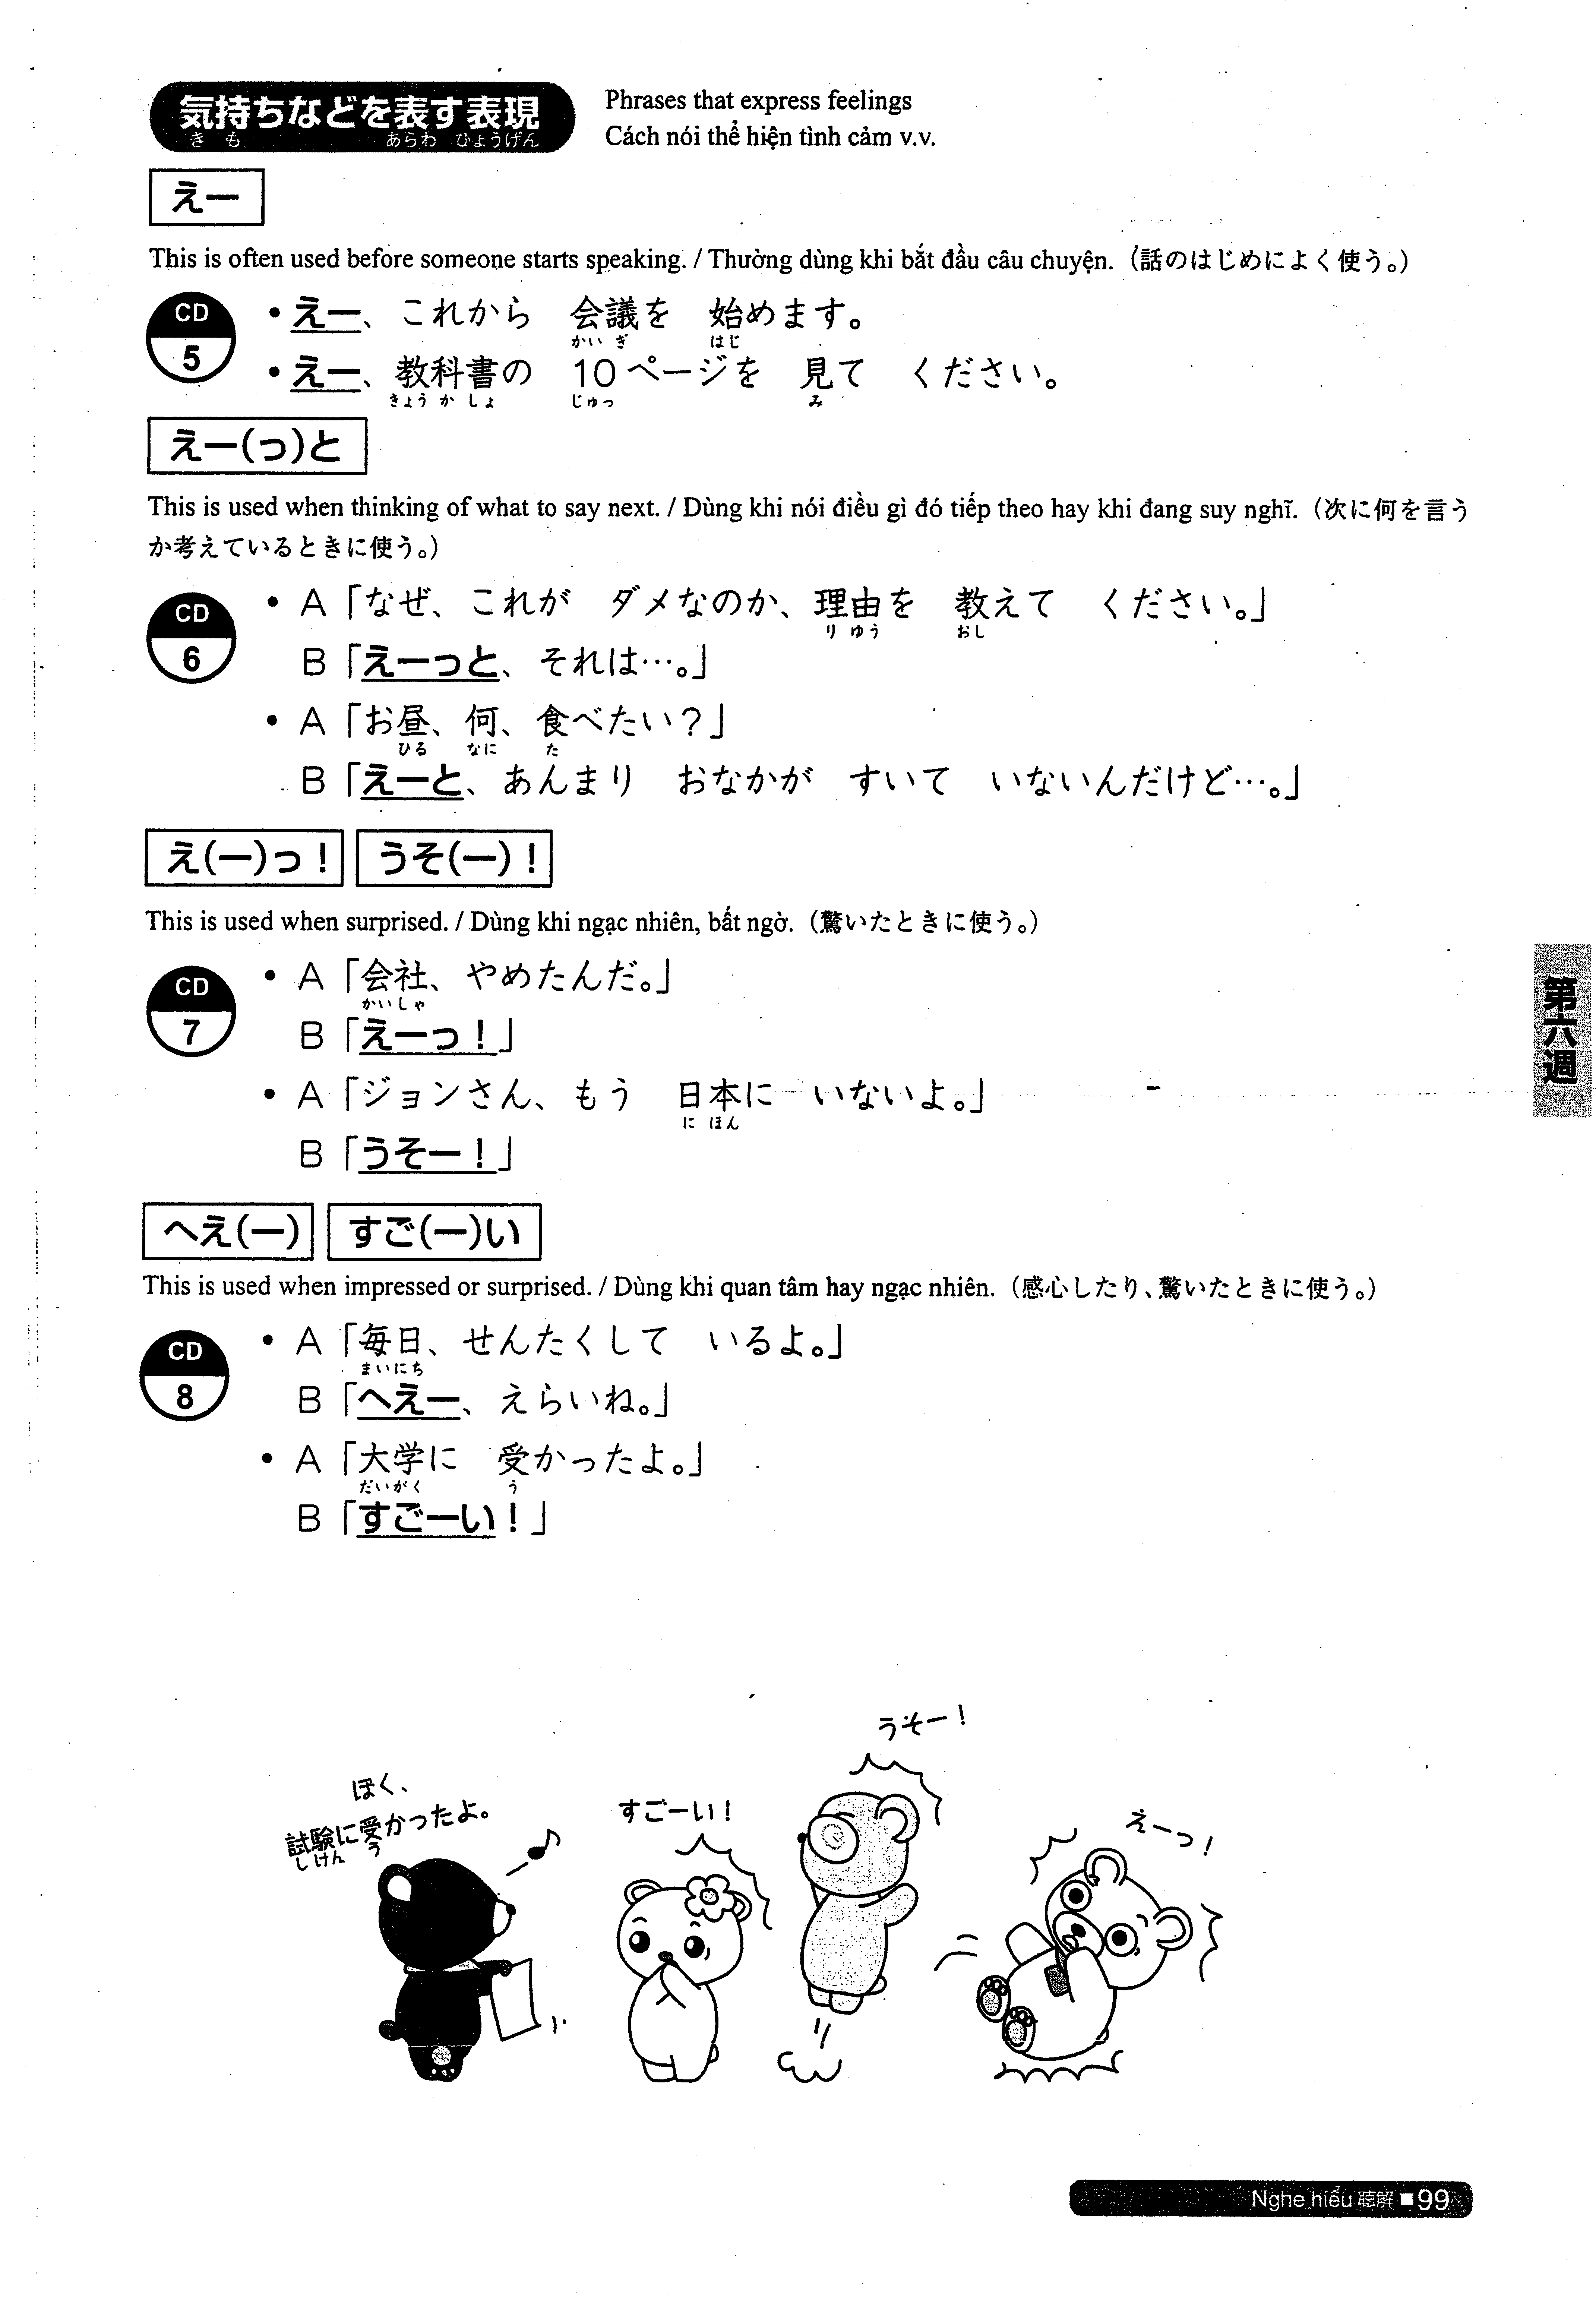 気持ちなどを表す表現
き も あらわ ひょうげん
Phrases that express feelings
Cách nói thể hiện tình cảm v.v.
えー
This is often used before someone starts speaking. / Thường dùng khi bắt đầu câu chuyện.（話のはじめによく使う。）
CD
5
• えー、これから 会議を 始めます。
かい ぎ はじ
• えー、教科書の 10ページを 見て ください。
きょう か しょ じゅっ み
えー(っ)と
This is used when thinking of what to say next. / Dùng khi nói điều gì đó tiếp theo hay khi đang suy nghĩ.（次に何を言う
か考えているときに使う。）
CD
6
• A「なぜ、これが ダメなのか、理由を 教えて ください。」
り ゆう おし
B「えーっと、それは…。」
• A「お昼、何、食べたい？」
ひる なに た
B「えーと、あんまり おなかが すいて いないんだけど…。」
え(ー)っ！ うそ(ー)！
This is used when surprised. / Dùng khi ngạc nhiên, bất ngờ.（驚いたときに使う。）
CD
7
• A「会社、やめたんだ。」
かいしゃ
B「えーっ！」
• A「ジョンさん、もう 日本に いないよ。」
に ほん
B「うそー！」
第六週
へえ(ー) すご(ー)い
This is used when impressed or surprised. / Dùng khi quan tâm hay ngạc nhiên.（感心したり、驚いたときに使う。）
CD
8
• A「毎日、せんたくして いるよ。」
まいにち
B「へえー、えらいね。」
• A「大学に 受かったよ。」
だいがく う
B「すごーい！」
ぼく、
試験に受かったよ。
しけん う
すごーい！
うそー！
えーっ！
Nghe hiểu 聴解 ■ 99